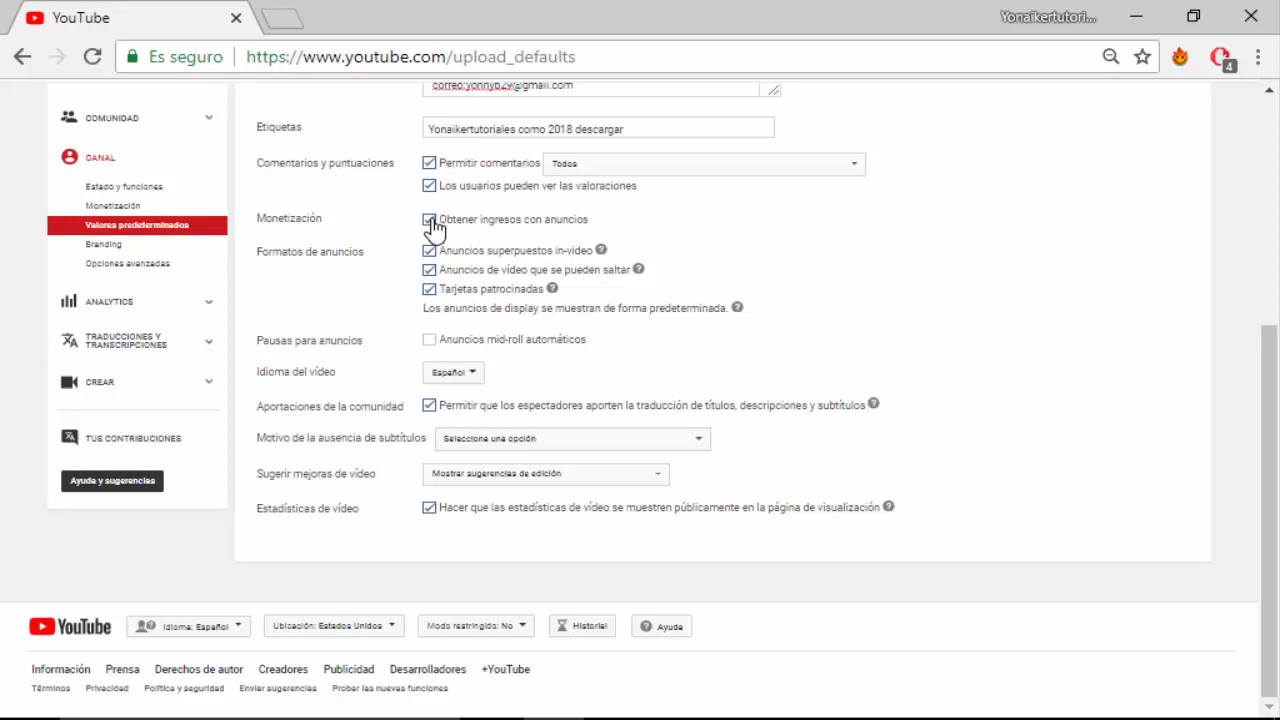 YouTube
Yonaikertutori...
Es seguro
https://www.youtube.com/upload_defaults
4
correo:yonnyb29@gmail.com
COMUNIDAD
Etiquetas
Yonaikertutoriales como 2018 descargar
CANAL
Comentarios y puntuaciones
Permitir comentarios
Todos
Estado y funciones
Los usuarios pueden ver las valoraciones
Monetización
Valores predeterminados
Monetización
Obtener ingresos con anuncios
Branding
Formatos de anuncios
Anuncios superpuestos in-video
Opciones avanzadas
Anuncios de vídeo que se pueden saltar
Tarjetas patrocinadas
ANALYTICS
Los anuncios de display se muestran de forma predeterminada.
TRADUCCIONES Y
TRANSCRIPCIONES
Pausas para anuncios
Anuncios mid-roll automáticos
Idioma del vídeo
Español
CREAR
Aportaciones de la comunidad
Permitir que los espectadores aporten la traducción de títulos, descripciones y subtítulos
TUS CONTRIBUCIONES
Motivo de la ausencia de subtítulos
Selecciona una opción
Ayuda y sugerencias
Sugerir mejoras de vídeo
Mostrar sugerencias de edición
Estadísticas de vídeo
Hacer que las estadísticas de vídeo se muestren públicamente en la página de visualización
YouTube
Idioma: Español
Ubicación: Estados Unidos
Modo restringido: No
Historial
Ayuda
Información Prensa Derechos de autor Creadores Publicidad Desarrolladores +YouTube
Términos Privacidad Política y seguridad Enviar sugerencias Probar las nuevas funciones